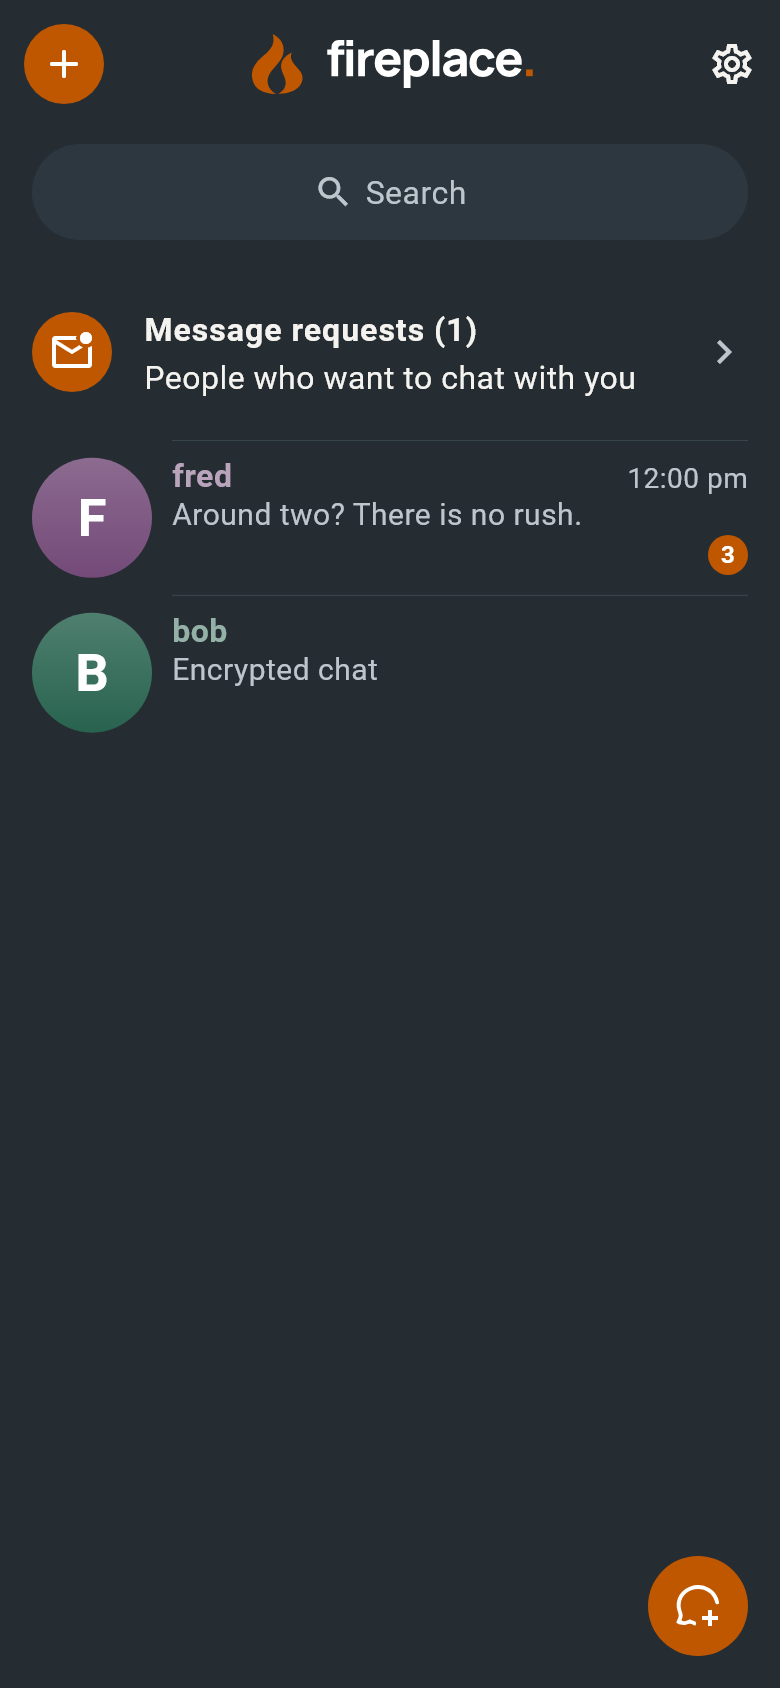 fireplace.
Search
Message requests (1)
People who want to chat with you
F
fred
12:00 pm
Around two? There is no rush.
3
B
bob
Encrypted chat